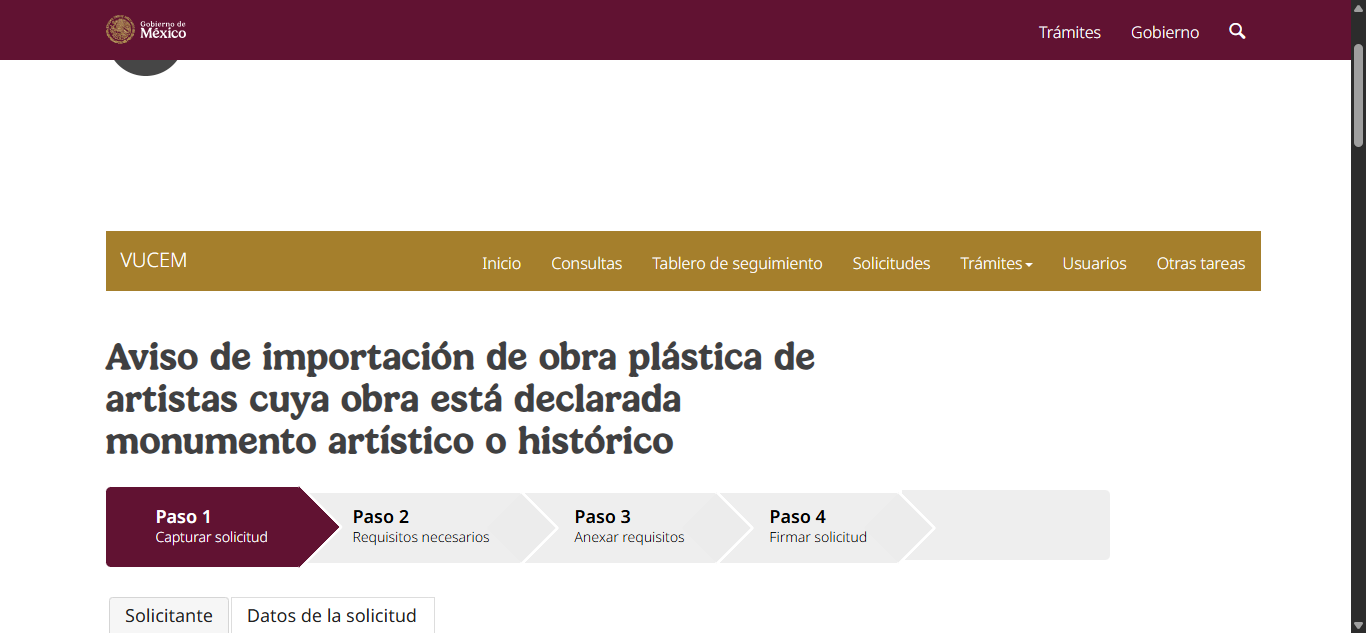 Gobierno de
México
Trámites
Gobierno
VUCEM
Inicio
Consultas
Tablero de seguimiento
Solicitudes
Trámites
Usuarios
Otras tareas
Aviso de importación de obra plástica de
artistas cuya obra está declarada
monumento artístico o histórico
Paso 1
Capturar solicitud
Paso 2
Requisitos necesarios
Paso 3
Anexar requisitos
Paso 4
Firmar solicitud
Solicitante
Datos de la solicitud